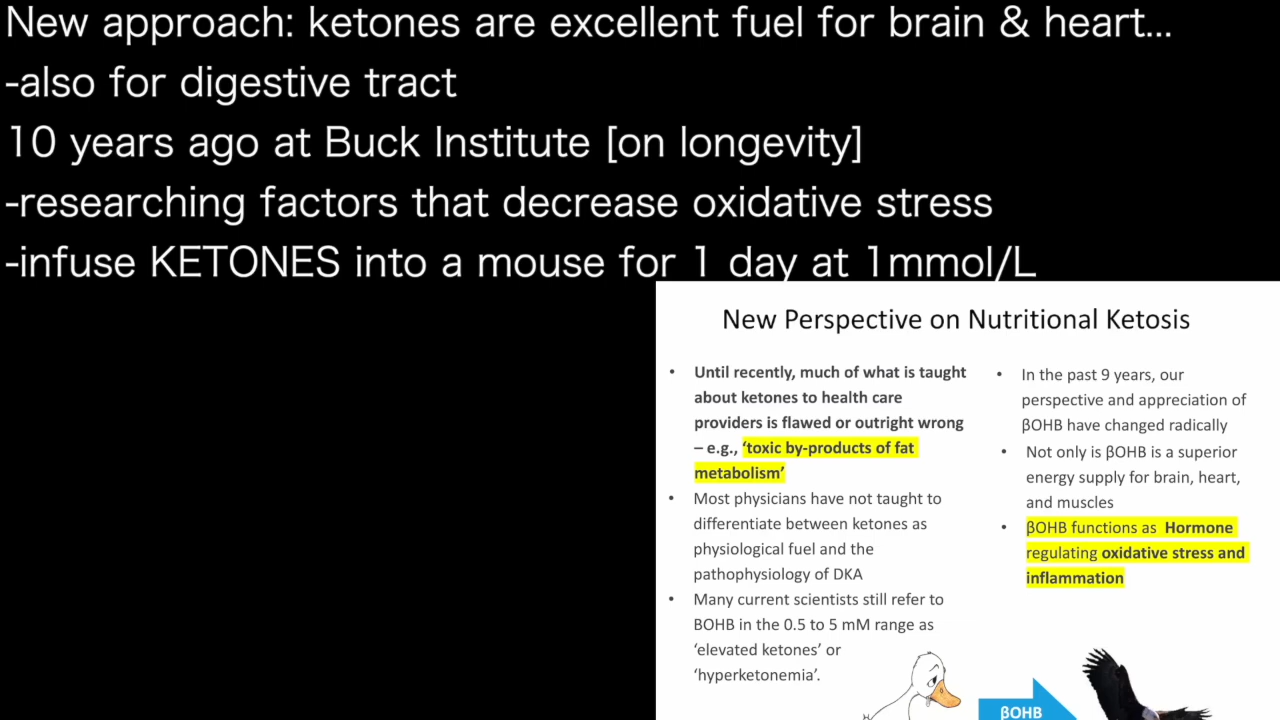 New approach: ketones are excellent fuel for brain & heart...
-also for digestive tract
10 years ago at Buck Institute [on longevity]
-researching factors that decrease oxidative stress
-infuse KETONES into a mouse for 1 day at 1mmol/L
New Perspective on Nutritional Ketosis
• Until recently, much of what is taught
about ketones to health care
providers is flawed or outright wrong
– e.g., ‘toxic by-products of fat
metabolism’
• Most physicians have not taught to
differentiate between ketones as
physiological fuel and the
pathophysiology of DKA
• Many current scientists still refer to
BOHB in the 0.5 to 5 mM range as
‘elevated ketones’ or
‘hyperketonemia’.
• In the past 9 years, our
perspective and appreciation of
βOHB have changed radically
• Not only is βOHB is a superior
energy supply for brain, heart,
and muscles
• βOHB functions as Hormone
regulating oxidative stress and
inflammation
βOHB